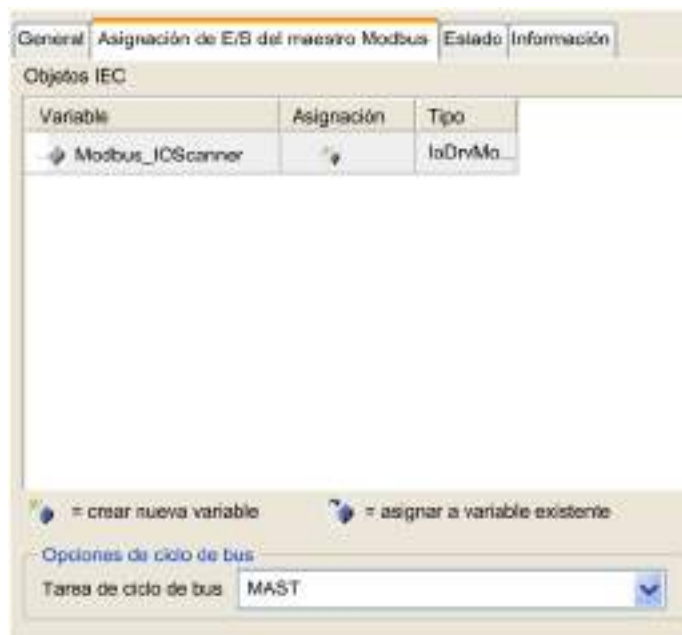 General Asignación de E/S del maestro Modbus Estado Información
Objetos IEC
Variable Asignación Tipo
Modbus_IOScanner IoDrvMo...
= crear nueva variable = asignar a variable existente
Opciones de ciclo de bus
Tarea de ciclo de bus MAST